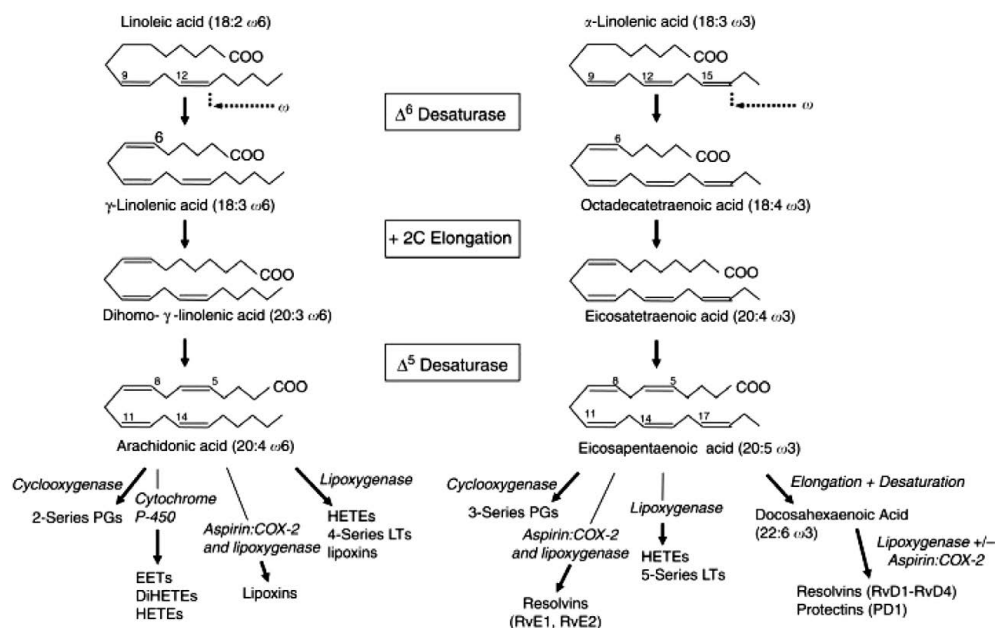 Linoleic acid (18:2 ω6)
COO
9
12
ω
γ-Linolenic acid (18:3 ω6)
6
COO
Dihomo- γ -linolenic acid (20:3 ω6)
COO
8
5
COO
11
14
Arachidonic acid (20:4 ω6)
Cyclooxygenase
2-Series PGs
Cytochrome
P-450
EETs
DiHETEs
HETEs
Aspirin:COX-2
and lipoxygenase
Lipoxins
Lipoxygenase
HETEs
4-Series LTs
lipoxins
Δ6 Desaturase
+ 2C Elongation
Δ5 Desaturase
α-Linolenic acid (18:3 ω3)
COO
9
12
15
ω
6
COO
Octadecatetraenoic acid (18:4 ω3)
COO
Eicosatetraenoic acid (20:4 ω3)
8
5
COO
11
14
17
Eicosapentaenoic acid (20:5 ω3)
Cyclooxygenase
3-Series PGs
Aspirin:COX-2
and lipoxygenase
Resolvins
(RvE1, RvE2)
Lipoxygenase
HETEs
5-Series LTs
Elongation + Desaturation
Docosahexaenoic Acid
(22:6 ω3)
Lipoxygenase +/–
Aspirin:COX-2
Resolvins (RvD1-RvD4)
Protectins (PD1)